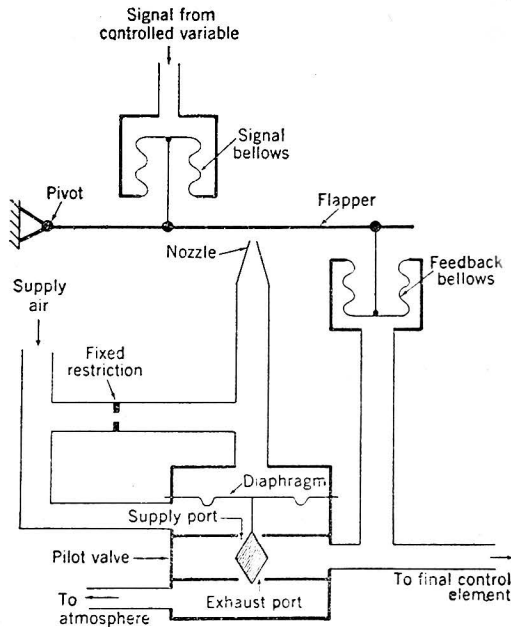 Signal from
controlled variable
Signal
bellows
Pivot
Flapper
Nozzle
Feedback
bellows
Supply
air
Fixed
restriction
Diaphragm
Supply port
Pilot valve
To final control
element
To
atmosphere
Exhaust port